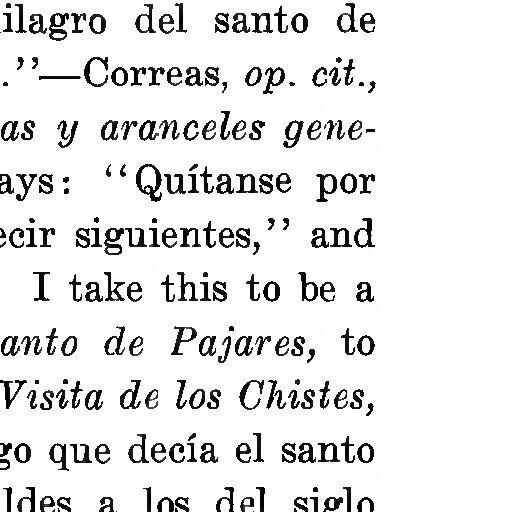 ilagro del santo de
.''—Correas, op. cit.,
as y aranceles gene-
ays: ''Quítanse por
ecir siguientes,'' and
I take this to be a
anto de Pajares, to
Visita de los Chistes,
go que decía el santo
ldes a los del siglo